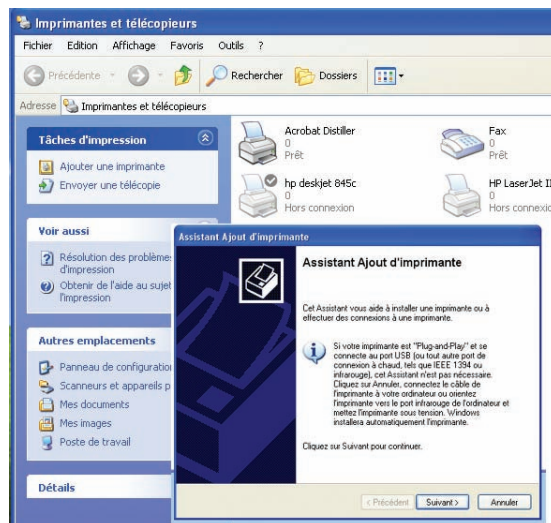 Imprimantes et télécopieurs
Fichier Edition Affichage Favoris Outils ?
Précédente Rechercher Dossiers
Adresse Imprimantes et télécopieurs
Tâches d'impression
Ajouter une imprimante
Envoyer une télécopie
Voir aussi
Résolution des problèmes
d'impression
Obtenir de l'aide au sujet
l'impression
Autres emplacements
Panneau de configuration
Scanneurs et appareils p
Mes documents
Mes images
Poste de travail
Détails
Acrobat Distiller
0
Prêt
Fax
0
Prêt
hp deskjet 845c
0
Hors connexion
HP LaserJet II
0
Hors connexio
Assistant Ajout d'imprimante
Assistant Ajout d'imprimante
Cet Assistant vous aide à installer une imprimante ou à
effectuer des connexions à une imprimante.
Si votre imprimante est "Plug-and-Play" et se
connecte au port USB (ou tout autre port de
connexion à chaud, tels que IEEE 1394 ou
infrarouge), cet Assistant n'est pas nécessaire.
Cliquez sur Annuler, connectez le câble de
l'imprimante à votre ordinateur ou orientez
l'imprimante vers le port infrarouge de l'ordinateur et
mettez l'imprimante sous tension. Windows
installera automatiquement l'imprimante.
Cliquez sur Suivant pour continuer.
< Précédent Suivant > Annuler